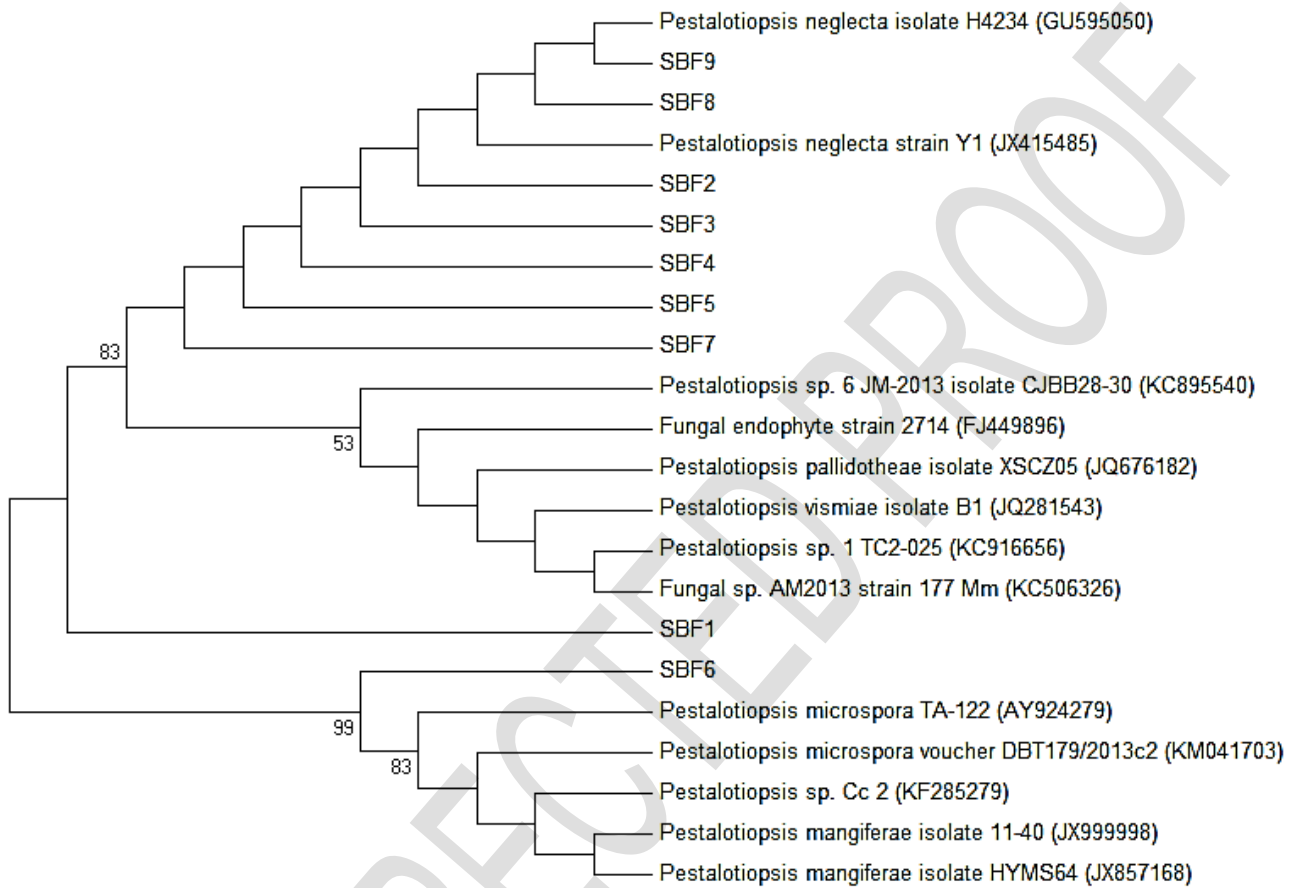 Pestalotiopsis neglecta isolate H4234 (GU595050)
SBF9
SBF8
Pestalotiopsis neglecta strain Y1 (JX415485)
SBF2
SBF3
SBF4
SBF5
SBF7
83
Pestalotiopsis sp. 6 JM-2013 isolate CJBB28-30 (KC895540)
Fungal endophyte strain 2714 (FJ449896)
53
Pestalotiopsis pallidotheae isolate XSCZ05 (JQ676182)
Pestalotiopsis vismiae isolate B1 (JQ281543)
Pestalotiopsis sp. 1 TC2-025 (KC916656)
Fungal sp. AM2013 strain 177 Mm (KC506326)
SBF1
SBF6
Pestalotiopsis microspora TA-122 (AY924279)
99
Pestalotiopsis microspora voucher DBT179/2013c2 (KM041703)
83
Pestalotiopsis sp. Cc 2 (KF285279)
Pestalotiopsis mangiferae isolate 11-40 (JX999998)
Pestalotiopsis mangiferae isolate HYMS64 (JX857168)
PROOF